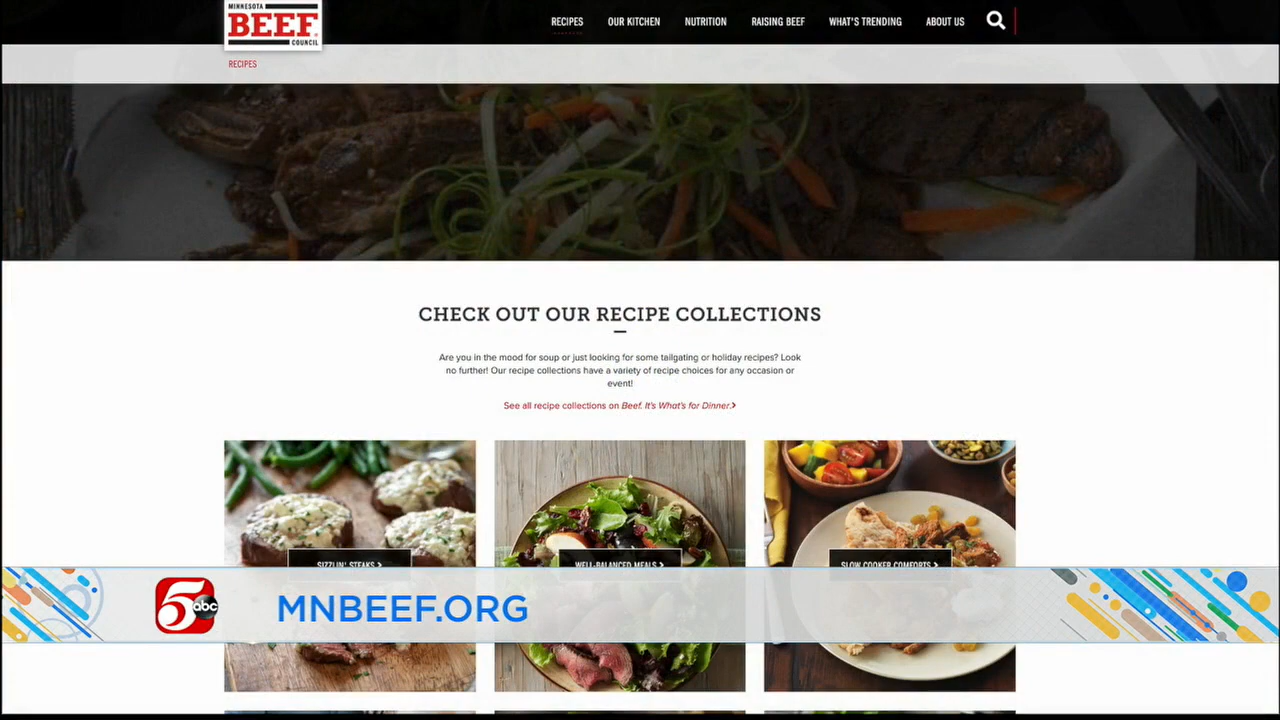 MINNESOTA
BEEF
COUNCIL
RECIPES
OUR KITCHEN
NUTRITION
RAISING BEEF
WHAT'S TRENDING
ABOUT US
RECIPES
CHECK OUT OUR RECIPE COLLECTIONS
Are you in the mood for soup or just looking for some tailgating or holiday recipes? Look
no further! Our recipe collections have a variety of recipe choices for any occasion or
event!
See all recipe collections on Beef. It's What's for Dinner.>
SIZZLIN' STEAKS >
WELL-BALANCED MEALS >
SLOW COOKER COMFORTS >
5 abc
MNBEEF.ORG